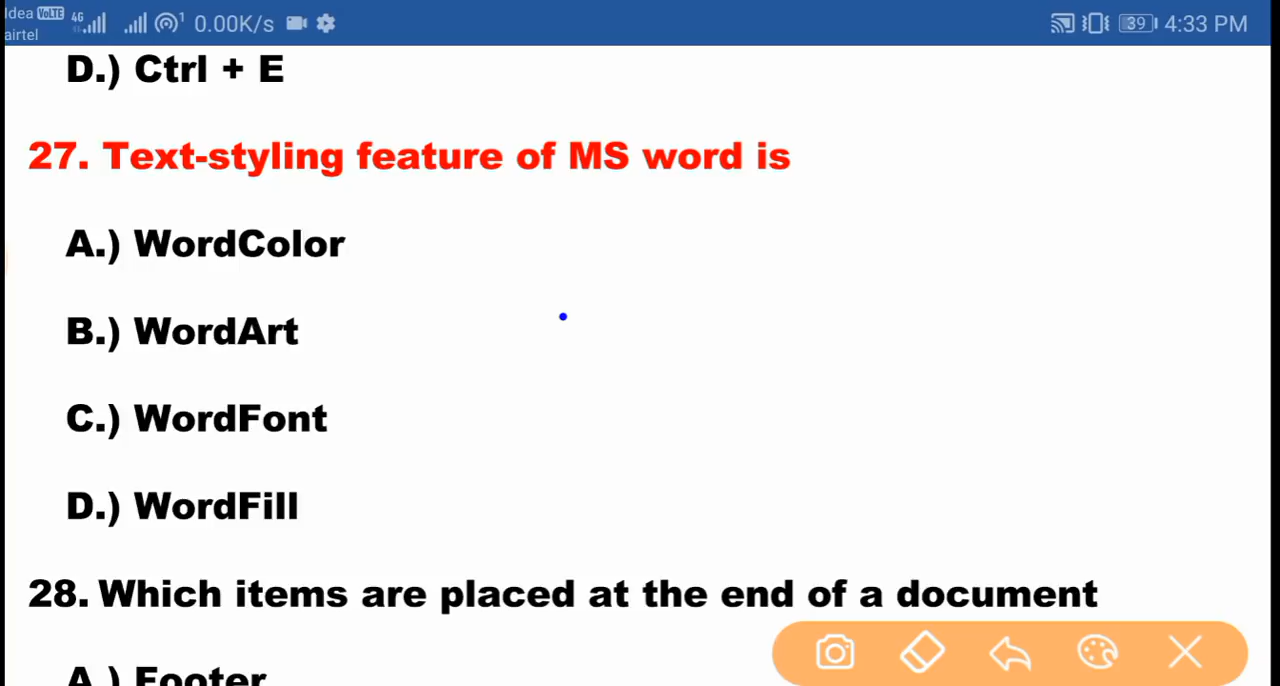 Idea VoLTE 4G 1 0.00K/s 39 4:33 PM
airtel
D.) Ctrl + E
27. Text-styling feature of MS word is
A.) WordColor
B.) WordArt
C.) WordFont
D.) WordFill
28. Which items are placed at the end of a document
A.) Footer